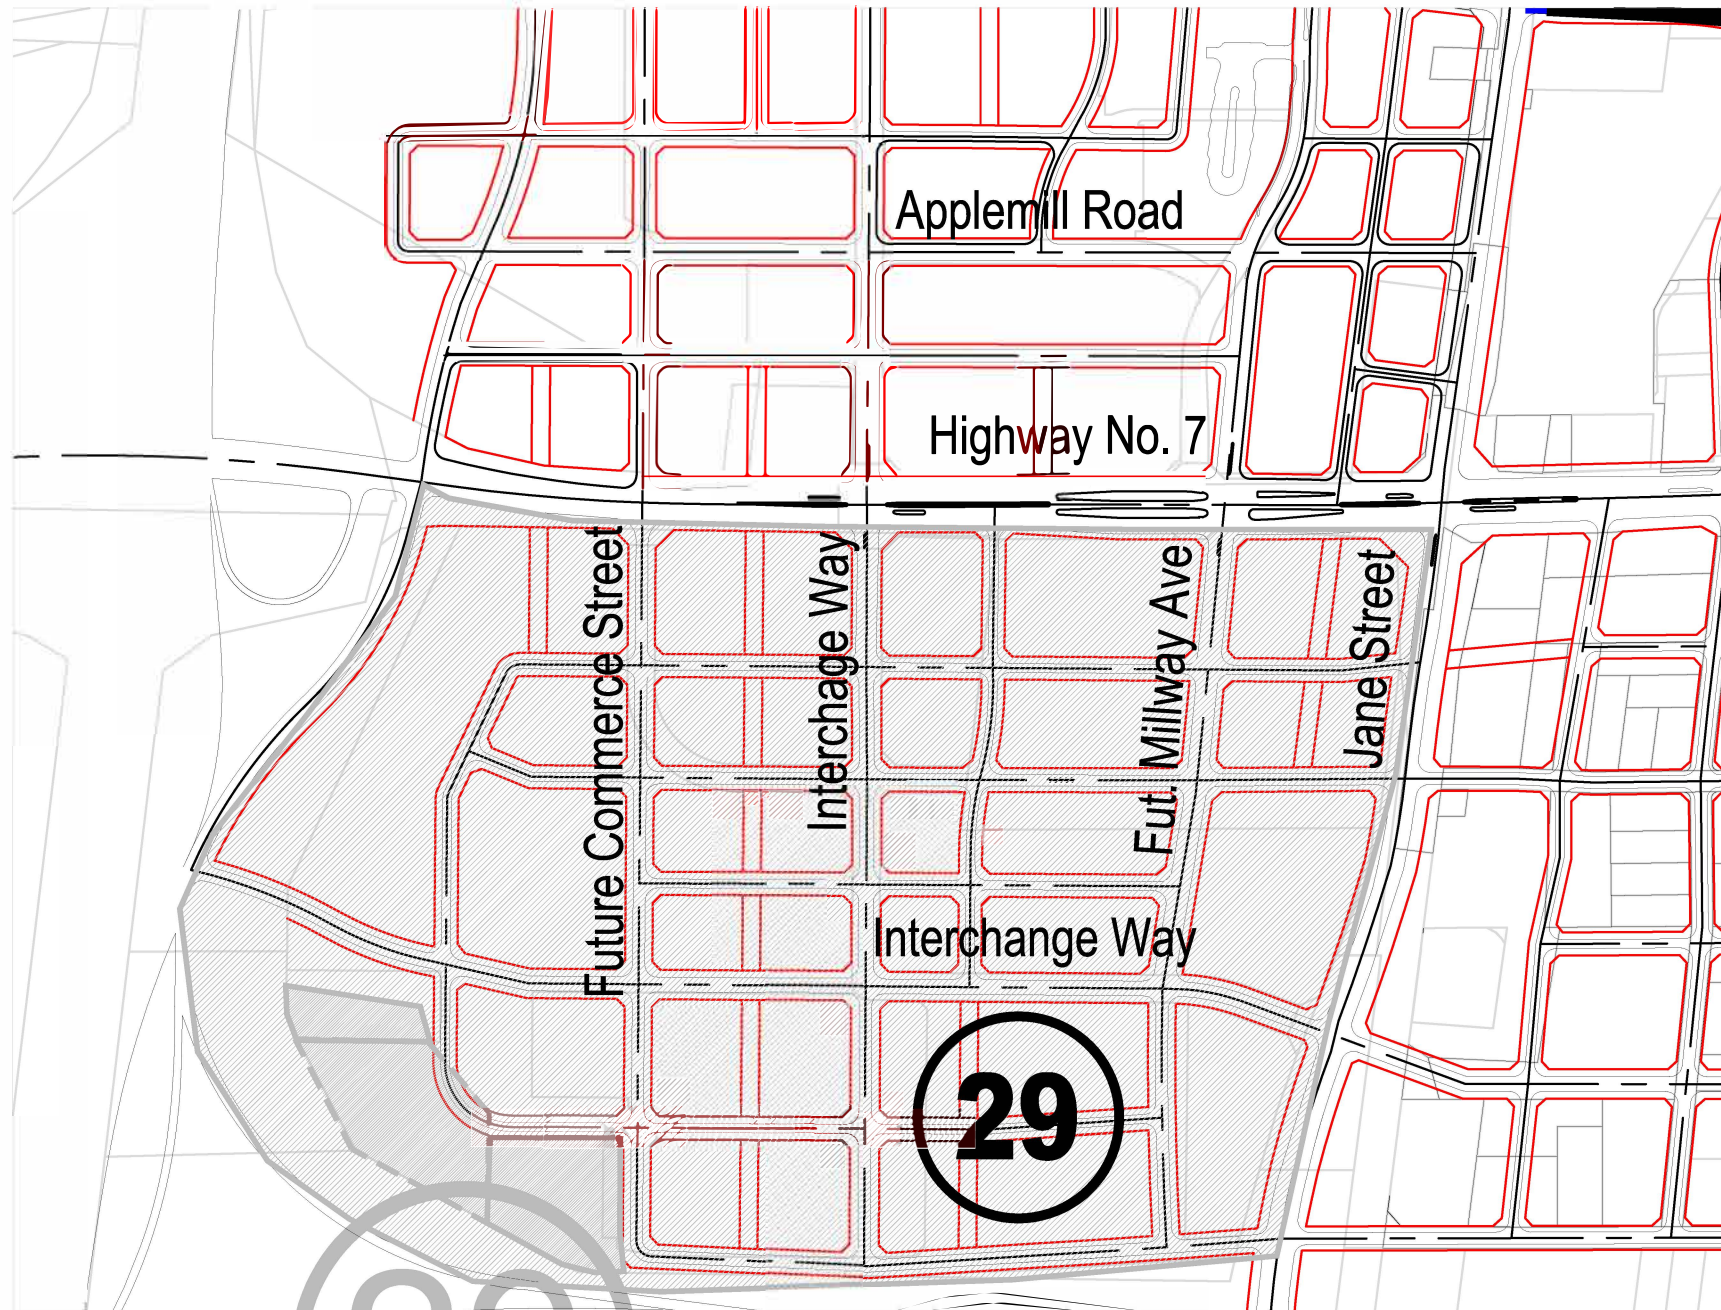 Applemill Road
Highway No. 7
Future Commerce Street
Interchage Way
Fut. Millway Ave
Jane Street
Interchange Way
29